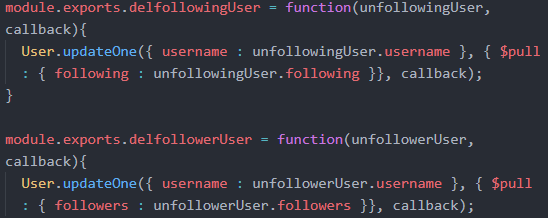 module.exports.delfollowingUser = function(unfollowingUser,
callback){
User.updateOne({ username : unfollowingUser.username }, { $pull
: { following : unfollowingUser.following }}, callback);
}
module.exports.delfollowerUser = function(unfollowerUser,
callback){
User.updateOne({ username : unfollowerUser.username }, { $pull
: { followers : unfollowerUser.followers }}, callback);